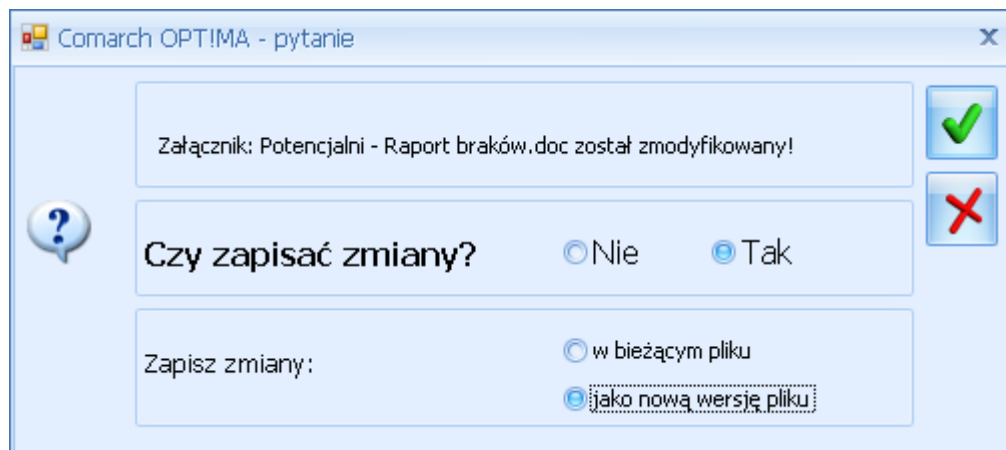 Comarch OPT!MA - pytanie
Załącznik: Potencjalni - Raport braków.doc został zmodyfikowany!
Czy zapisać zmiany? Nie Tak
Zapisz zmiany: w bieżącym pliku
jako nową wersję pliku